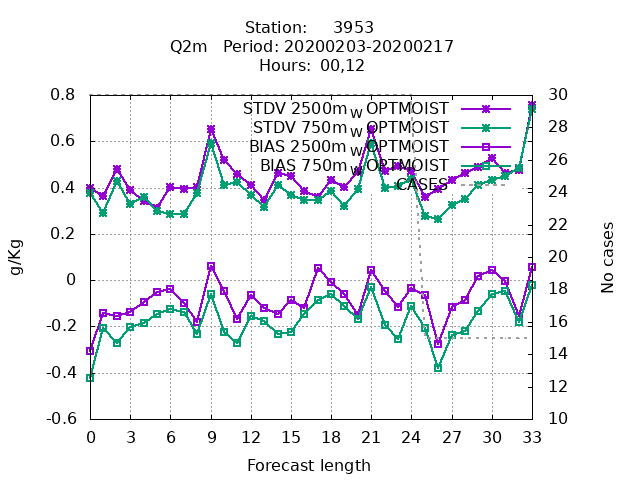 Station: 3953
Q2m Period: 20200203-20200217
Hours: 00,12
STDV 2500m_W OPTMOIST
STDV 750m_W OPTMOIST
BIAS 2500m_W OPTMOIST
BIAS 750m_W OPTMOIST
CASES
g/Kg
0.8
0.6
0.4
0.2
0
-0.2
-0.4
-0.6
30
28
26
24
22
20
18
16
14
12
10
No cases
0 3 6 9 12 15 18 21 24 27 30 33
Forecast length